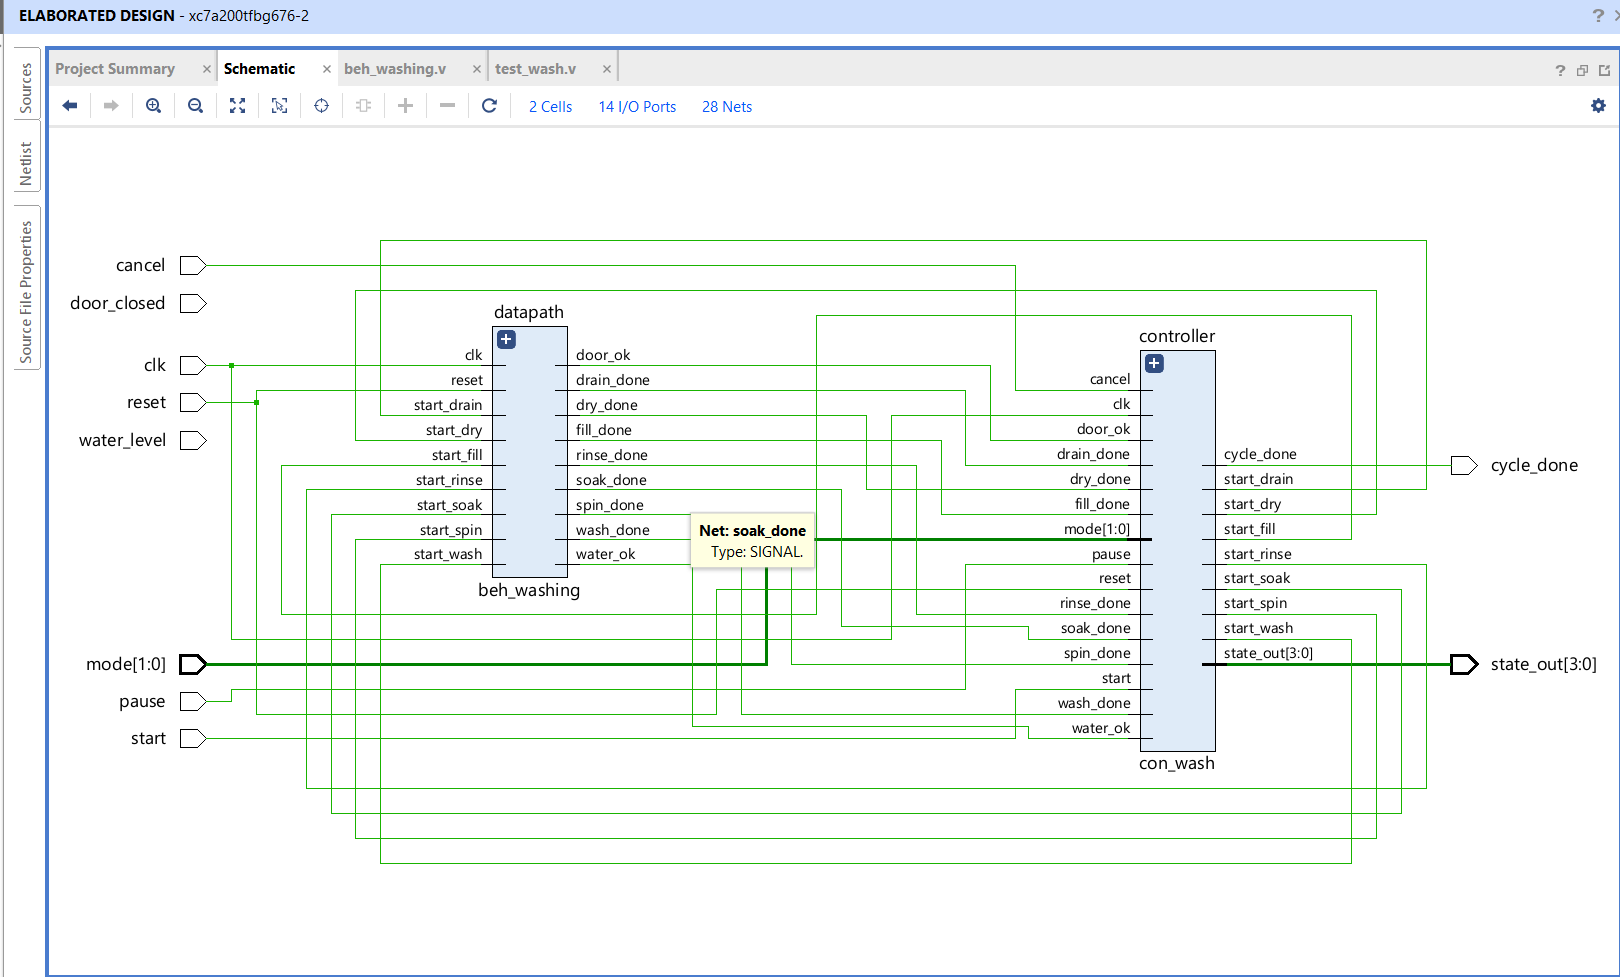 ELABORATED DESIGN - xc7a200tfbg676-2
Sources
Netlist
Source File Properties
Project Summary × Schematic × beh_washing.v × test_wash.v ×
2 Cells 14 I/O Ports 28 Nets
cancel
door_closed
clk
reset
water_level
mode[1:0]
pause
start
datapath
clk
reset
start_drain
start_dry
start_fill
start_rinse
start_soak
start_spin
start_wash
door_ok
drain_done
dry_done
fill_done
rinse_done
soak_done
spin_done
wash_done
water_ok
beh_washing
Net: soak_done
Type: SIGNAL.
controller
cancel
clk
door_ok
drain_done
dry_done
fill_done
mode[1:0]
pause
reset
rinse_done
soak_done
spin_done
start
wash_done
water_ok
cycle_done
start_drain
start_dry
start_fill
start_rinse
start_soak
start_spin
start_wash
state_out[3:0]
con_wash
cycle_done
state_out[3:0]